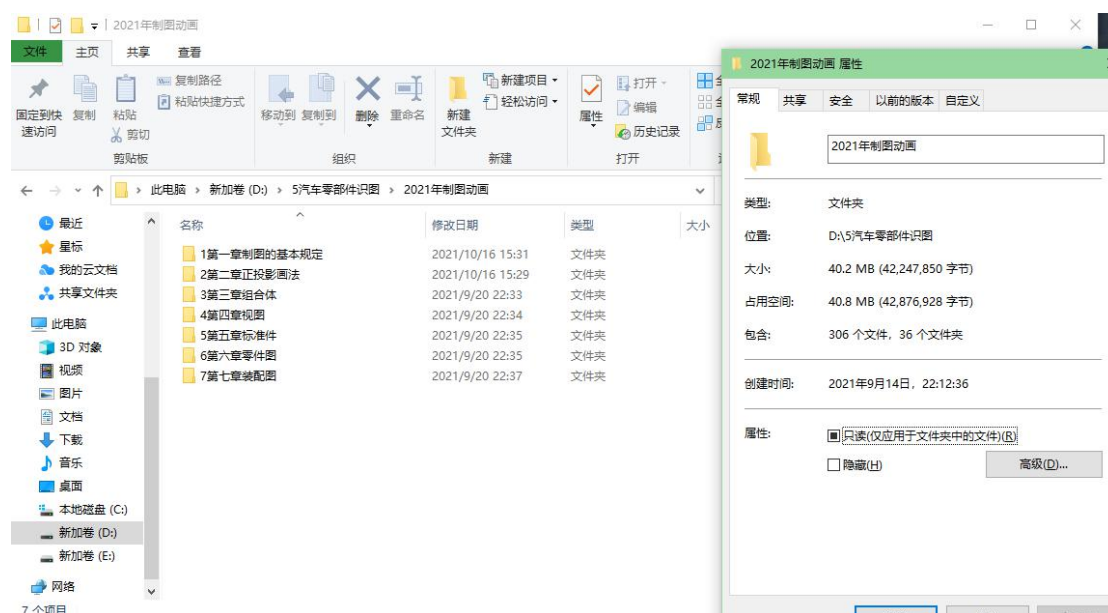 2021年制图动画
文件 主页 共享 查看
固定到快速访问
复制
粘贴
复制路径
粘贴快捷方式
剪切
剪贴板
移动到 复制到 删除 重命名
组织
新建文件夹
新建项目
轻松访问
新建
属性
打开
编辑
历史记录
打开
此电脑 › 新加卷 (D:) › 5汽车零部件识图 › 2021年制图动画
最近
星标
我的云文档
共享文件夹
此电脑
3D 对象
视频
图片
文档
下载
音乐
桌面
本地磁盘 (C:)
新加卷 (D:)
新加卷 (E:)
网络
7 个项目
名称 修改日期 类型 大小
1第一章制图的基本规定 2021/10/16 15:31 文件夹
2第二章正投影画法 2021/10/16 15:29 文件夹
3第三章组合体 2021/9/20 22:33 文件夹
4第四章视图 2021/9/20 22:34 文件夹
5第五章标准件 2021/9/20 22:35 文件夹
6第六章零件图 2021/9/20 22:35 文件夹
7第七章装配图 2021/9/20 22:37 文件夹
2021年制图动画 属性
常规 共享 安全 以前的版本 自定义
2021年制图动画
类型: 文件夹
位置: D:\5汽车零部件识图
大小: 40.2 MB (42,247,850 字节)
占用空间: 40.8 MB (42,876,928 字节)
包含: 306 个文件，36 个文件夹
创建时间: 2021年9月14日，22:12:36
属性: 只读(仅应用于文件夹中的文件)(R)
隐藏(H)
高级(D)...